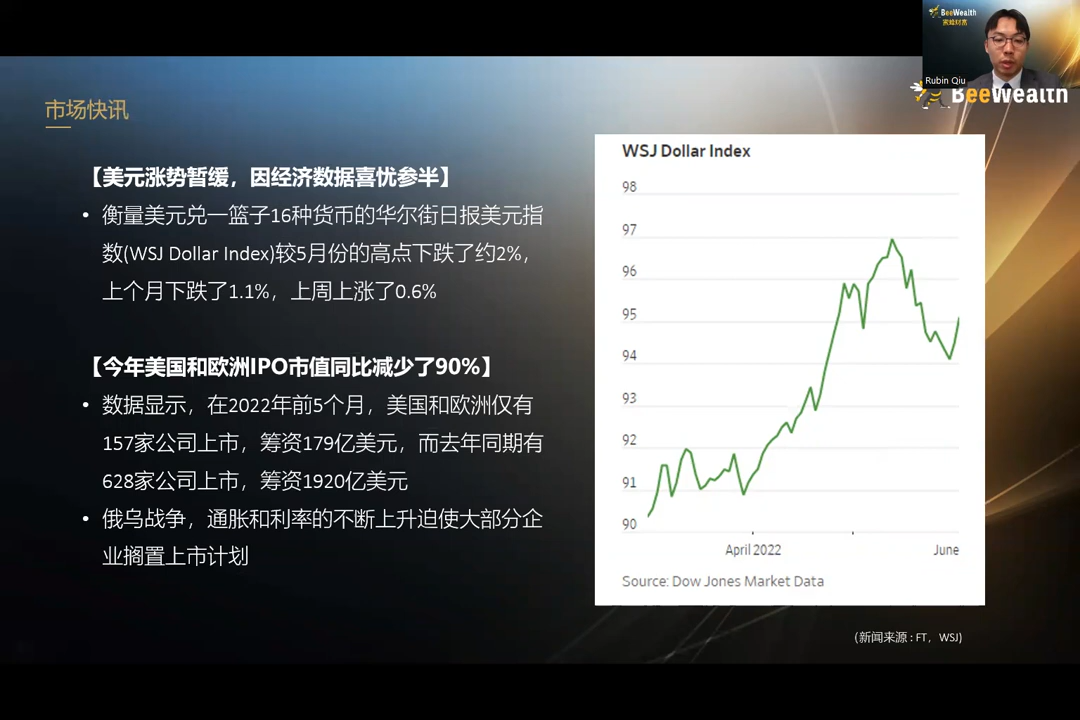 BeeWealth
蜜蜂财富
Rubin Qiu
BeeWealth
市场快讯
【美元涨势暂缓，因经济数据喜忧参半】
• 衡量美元兑一篮子16种货币的华尔街日报美元指
数(WSJ Dollar Index)较5月份的高点下跌了约2%，
上个月下跌了1.1%，上周上涨了0.6%
【今年美国和欧洲IPO市值同比减少了90%】
• 数据显示，在2022年前5个月，美国和欧洲仅有
157家公司上市，筹资179亿美元，而去年同期有
628家公司上市，筹资1920亿美元
• 俄乌战争，通胀和利率的不断上升迫使大部分企
业搁置上市计划
WSJ Dollar Index
98
97
96
95
94
93
92
91
90
April 2022
June
Source: Dow Jones Market Data
(新闻来源 : FT，WSJ)